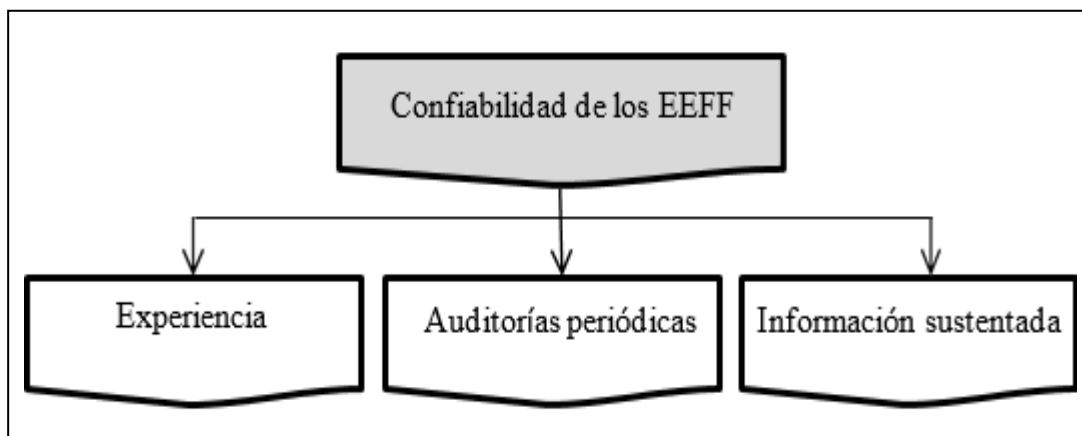 Confiabilidad de los EEFF
Experiencia
Auditorías periódicas
Información sustentada